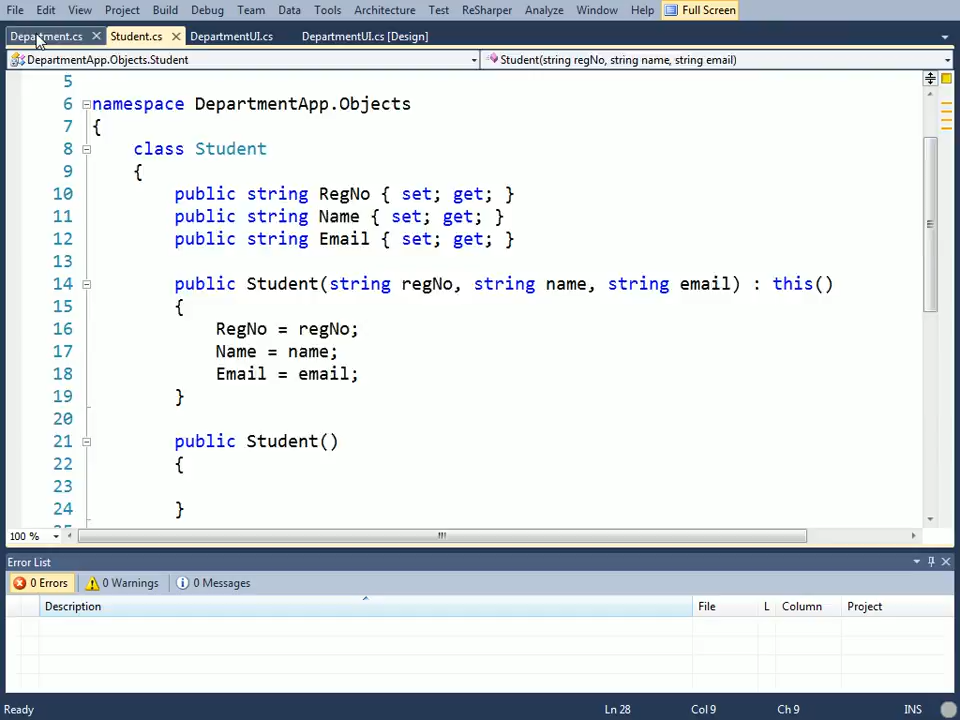 File Edit View Project Build Debug Team Data Tools Architecture Test ReSharper Analyze Window Help Full Screen
Department.cs Student.cs DepartmentUI.cs DepartmentUI.cs [Design]
DepartmentApp.Objects.Student Student(string regNo, string name, string email)
5
6 namespace DepartmentApp.Objects
7 {
8 class Student
9 {
10 public string RegNo { set; get; }
11 public string Name { set; get; }
12 public string Email { set; get; }
13
14 public Student(string regNo, string name, string email) : this()
15 {
16 RegNo = regNo;
17 Name = name;
18 Email = email;
19 }
20
21 public Student()
22 {
23
24 }
100 %
Error List
0 Errors 0 Warnings 0 Messages
Description File L Column Project
Ready Ln 28 Col 9 Ch 9 INS